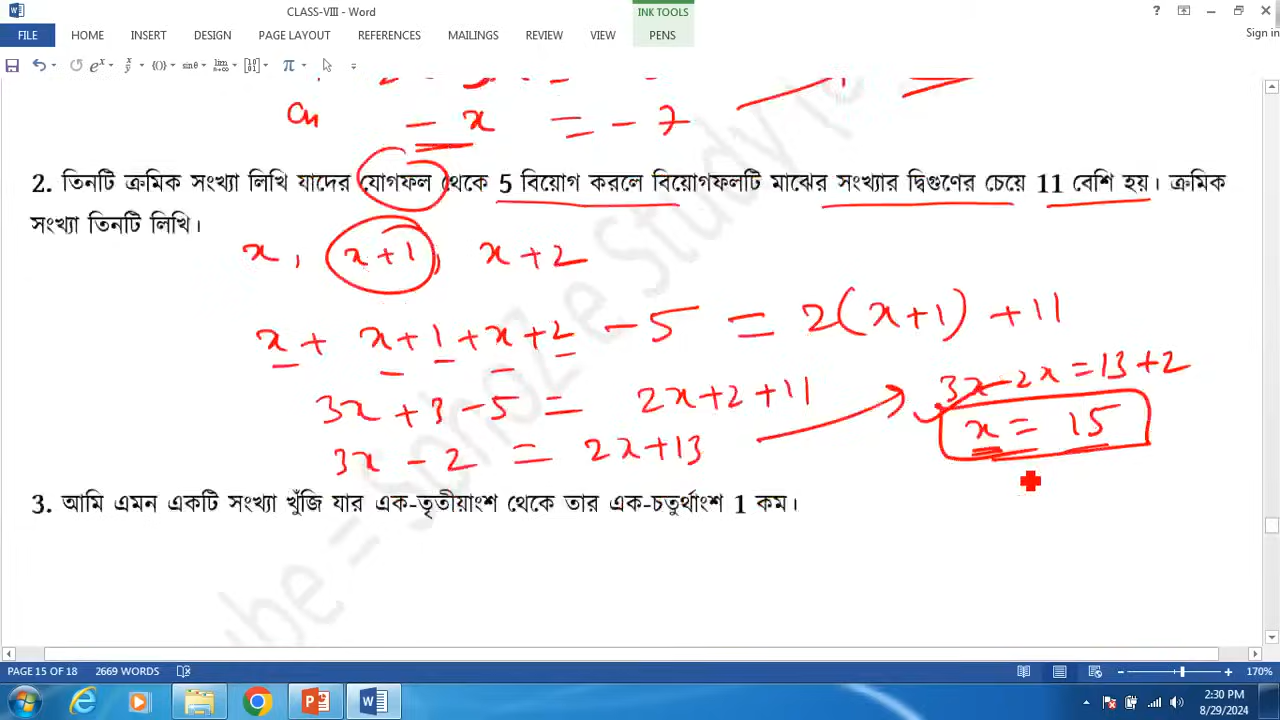 CLASS-VIII - Word
INK TOOLS
Sign in
FILE HOME INSERT DESIGN PAGE LAYOUT REFERENCES MAILINGS REVIEW VIEW PENS
- x = - 7
2. তিনটি ক্রমিক সংখ্যা লিখি যাদের যোগফল থেকে 5 বিয়োগ করলে বিয়োগফলটি মাঝের সংখ্যার দ্বিগুণের চেয়ে 11 বেশি হয়। ক্রমিক
সংখ্যা তিনটি লিখি।
x, x+1, x+2
x + x+1+x+2 -5 = 2(x+1) +11
3x+3-5 = 2x+2+11
3x-2x=13+2
3x - 2 = 2x+13
x = 15
3. আমি এমন একটি সংখ্যা খুঁজি যার এক-তৃতীয়াংশ থেকে তার এক-চতুর্থাংশ 1 কম।
PAGE 15 OF 18 2669 WORDS 170%
2:30 PM
8/29/2024